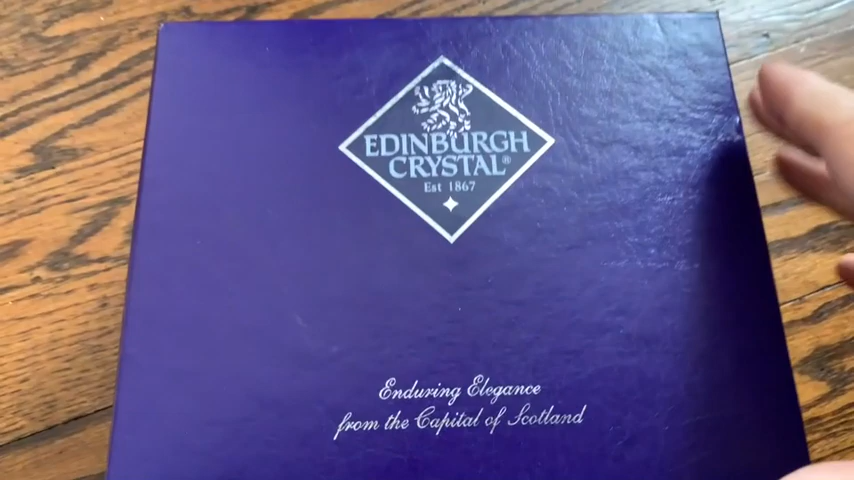 EDINBURGH
CRYSTAL®
Est 1867
Enduring Elegance
from the Capital of Scotland